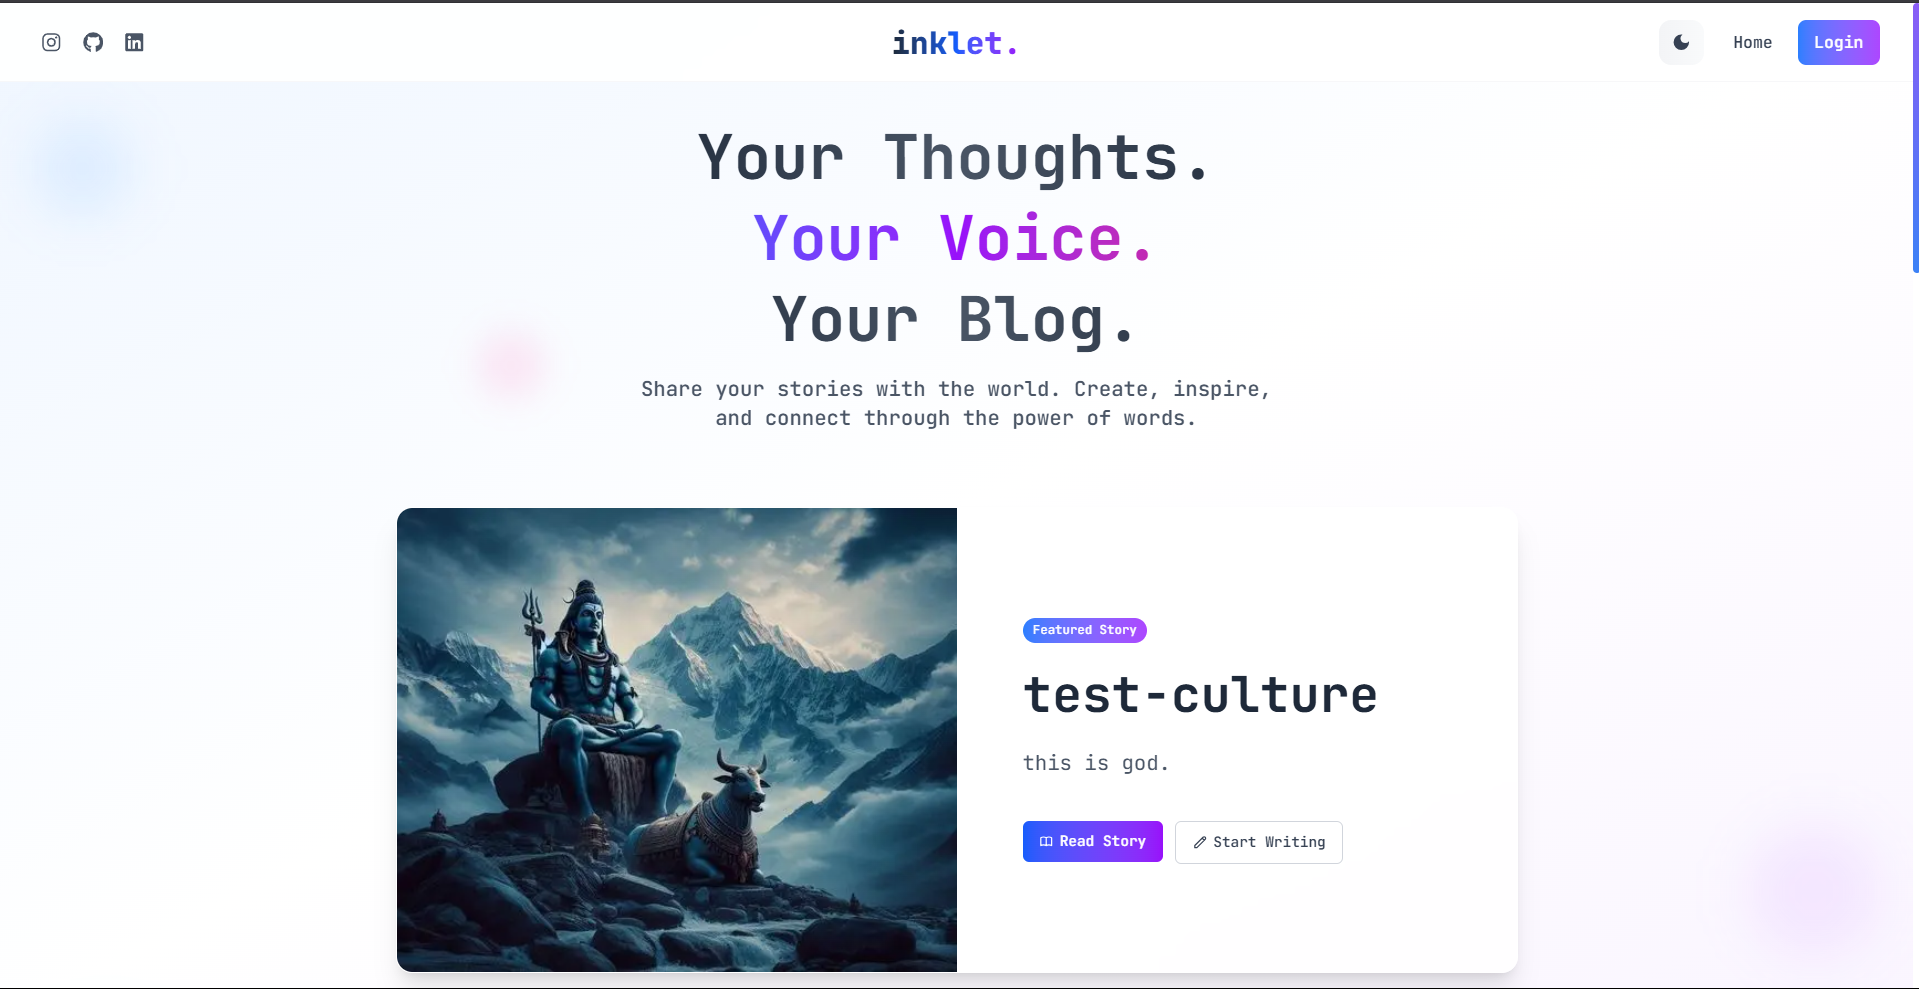 inklet.
Home
Login
Your Thoughts.
Your Voice.
Your Blog.
Share your stories with the world. Create, inspire,
and connect through the power of words.
Featured Story
test-culture
this is god.
Read Story
Start Writing